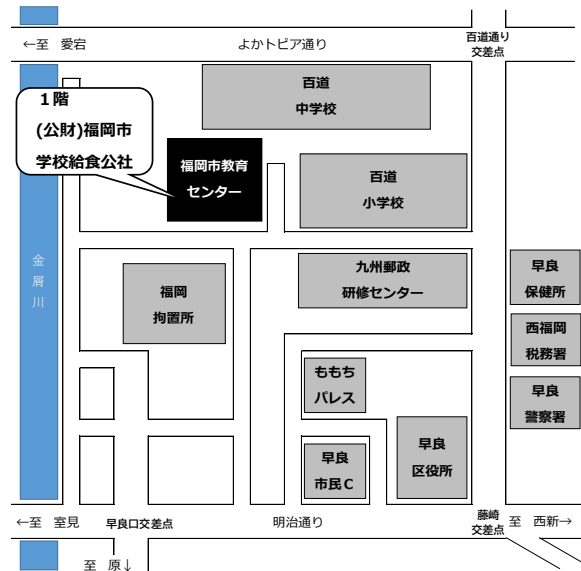 ←至 愛宕
よかトピア通り
百道通り
交差点
1階
(公財)福岡市
学校給食公社
百道
中学校
福岡市教育
センター
百道
小学校
金屑川
福岡
拘置所
九州郵政
研修センター
早良
保健所
西福岡
税務署
ももち
パレス
早良
警察署
早良
市民C
早良
区役所
←至 室見
早良口交差点
明治通り
藤崎
交差点
至 西新→
至 原↓